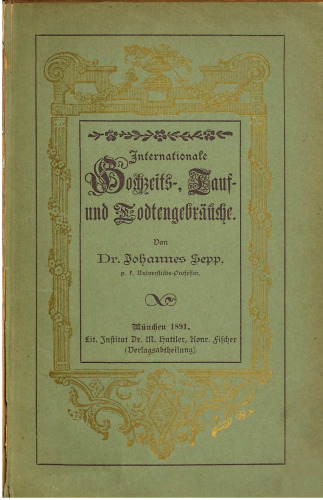 Internationale
Hochzeits-, Tauf-
und Todtengebräuche.
Von
Dr. Johannes Sepp.
p. k. Universitäts-Professor.
München 1891.
Lit. Institut Dr. M. Huttler, Konr. Fischer
(Verlagsabtheilung)